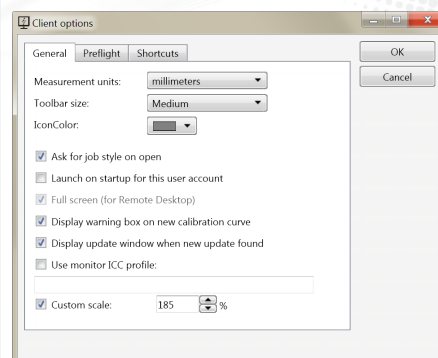 Client options
General Preflight Shortcuts
OK
Cancel
Measurement units: millimeters
Toolbar size: Medium
IconColor:
Ask for job style on open
Launch on startup for this user account
Full screen (for Remote Desktop)
Display warning box on new calibration curve
Display update window when new update found
Use monitor ICC profile:
Custom scale: 185 %